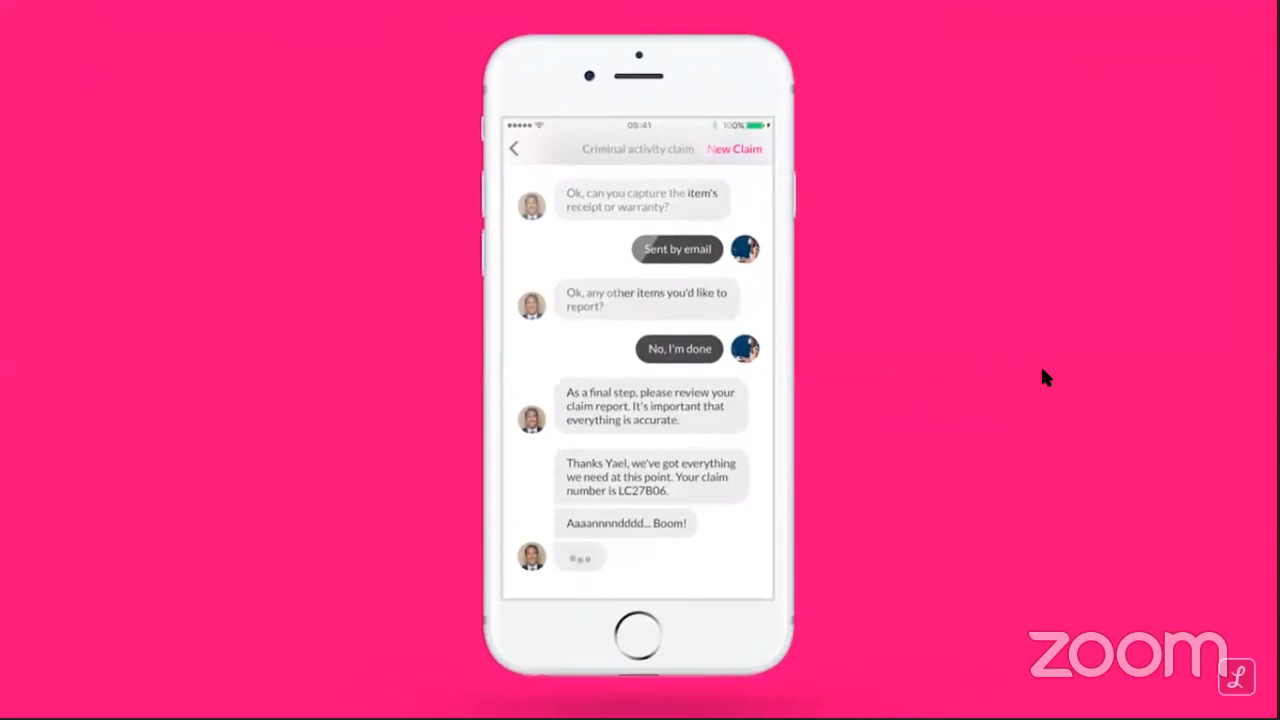 09:41
100%
Criminal activity claim
New Claim
Ok, can you capture the item's
receipt or warranty?
Sent by email
Ok, any other items you'd like to
report?
No, I'm done
As a final step, please review your
claim report. It's important that
everything is accurate.
Thanks Yael, we've got everything
we need at this point. Your claim
number is LC27B06.
Aaaannnndddd... Boom!
zoom
L